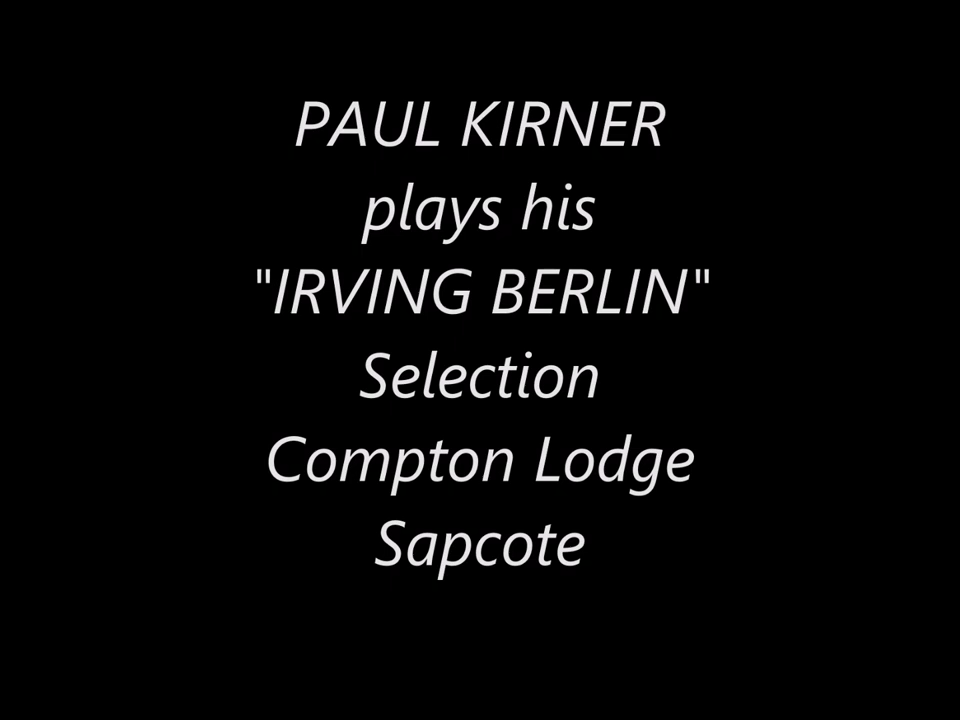 PAUL KIRNER
plays his
"IRVING BERLIN"
Selection
Compton Lodge
Sapcote